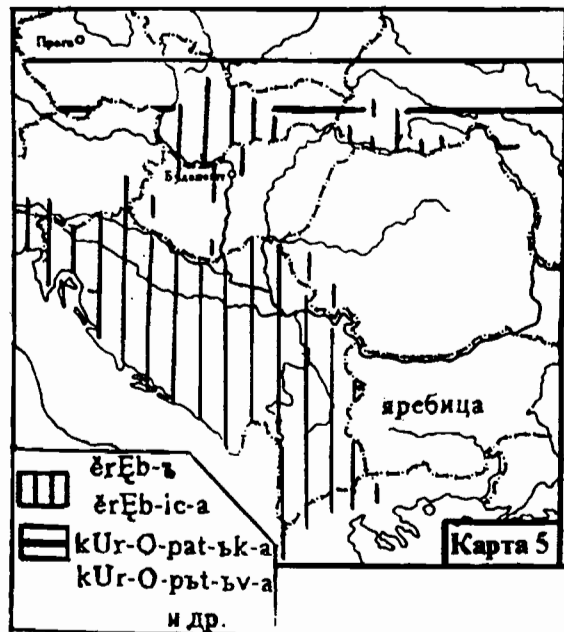 Прага
Будапешт
яребица
ěrĘb-ъ
ěrĘb-ic-a
kUr-O-pat-ьk-a
kUr-O-pъt-ьv-a
и др.
Карта 5